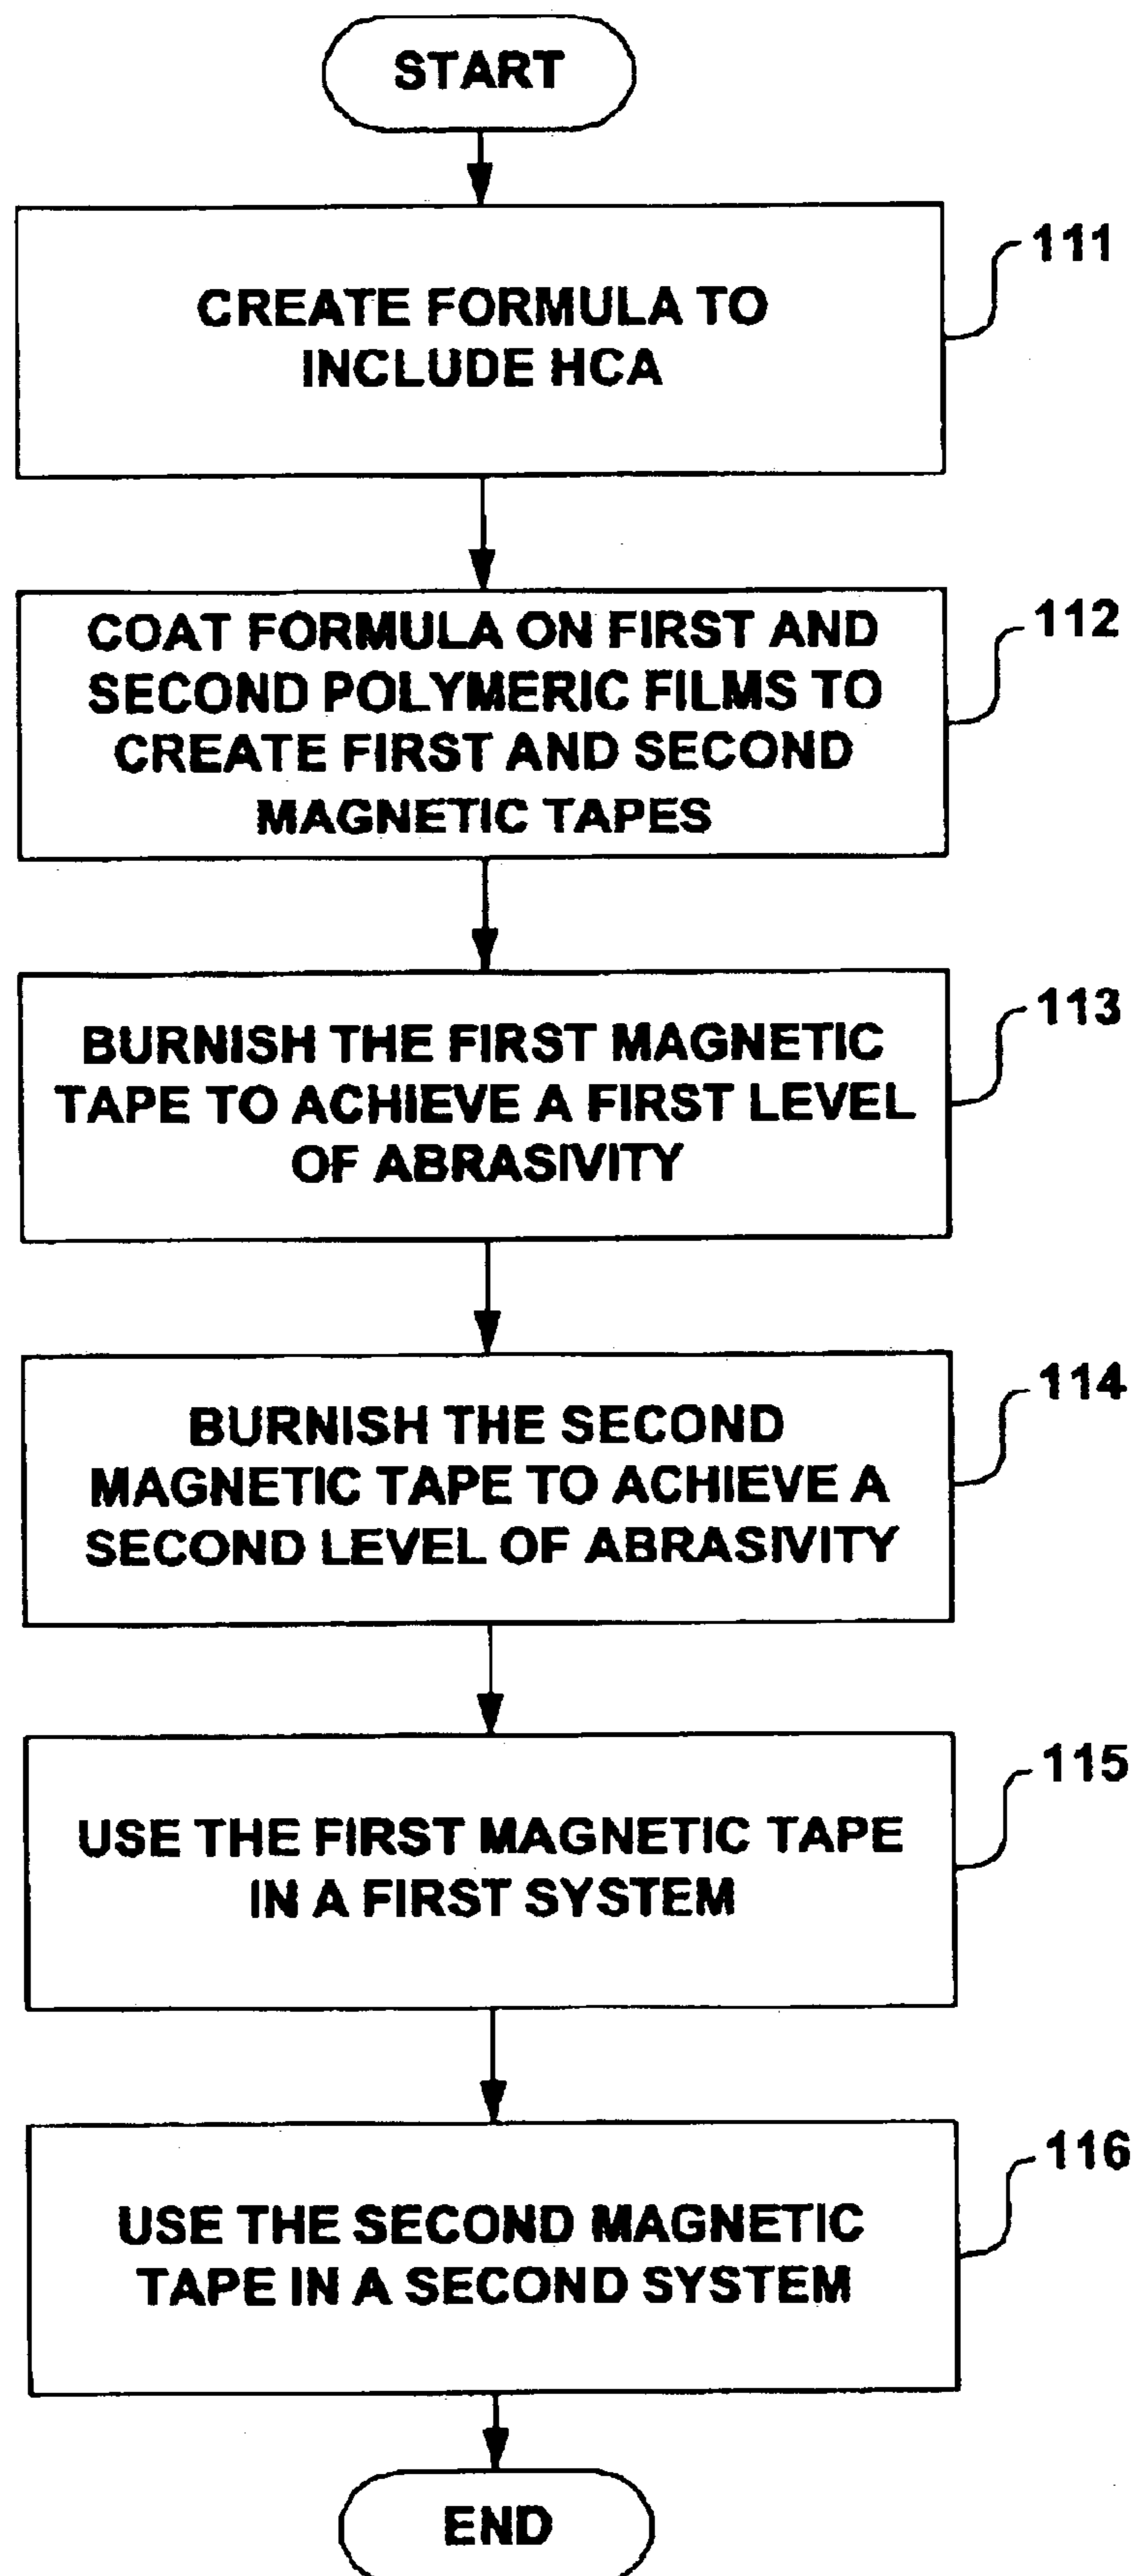 START
CREATE FORMULA TO
INCLUDE HCA
111
COAT FORMULA ON FIRST AND
SECOND POLYMERIC FILMS TO
CREATE FIRST AND SECOND
MAGNETIC TAPES
112
BURNISH THE FIRST MAGNETIC
TAPE TO ACHIEVE A FIRST LEVEL
OF ABRASIVITY
113
BURNISH THE SECOND
MAGNETIC TAPE TO ACHIEVE A
SECOND LEVEL OF ABRASIVITY
114
USE THE FIRST MAGNETIC TAPE
IN A FIRST SYSTEM
115
USE THE SECOND MAGNETIC
TAPE IN A SECOND SYSTEM
116
END